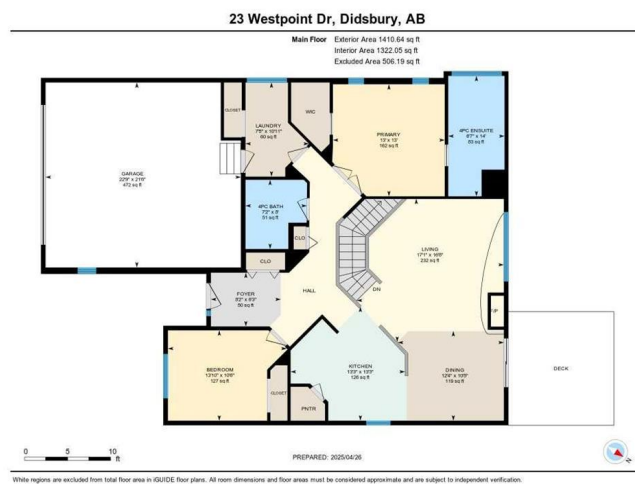 23 Westpoint Dr, Didsbury, AB
Main Floor Exterior Area 1410.64 sq ft
Interior Area 1322.05 sq ft
Excluded Area 506.19 sq ft
CLOSET
LAUNDRY
7'5" x 10'11"
60 sq ft
WIC
PRIMARY
13' x 13'
162 sq ft
4PC ENSUITE
6'7" x 14'
83 sq ft
GARAGE
22'9" x 21'6"
472 sq ft
4PC BATH
7'3" x 8'
51 sq ft
CLO
CLO
LIVING
17'1" x 16'8"
232 sq ft
DN
FOYER
8'2" x 6'3"
50 sq ft
HALL
F/P
BEDROOM
13'10" x 10'6"
127 sq ft
CLOSET
KITCHEN
13'3" x 13'3"
126 sq ft
PNTR
DINING
12'4" x 10'5"
119 sq ft
DECK
0 5 10
ft
PREPARED: 2025/04/26
N
White regions are excluded from total floor area in iGUIDE floor plans. All room dimensions and floor areas must be considered approximate and are subject to independent verification.